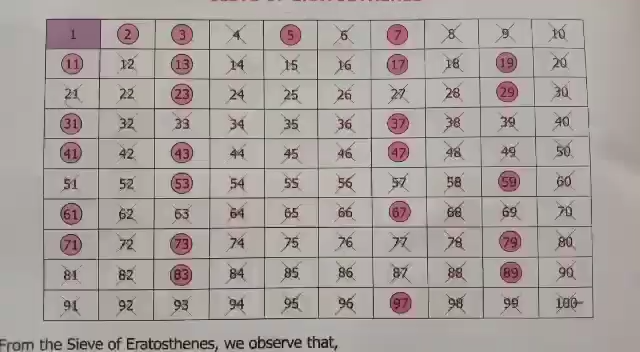 1 2 3 4 5 6 7 8 9 10
11 12 13 14 15 16 17 18 19 20
21 22 23 24 25 26 27 28 29 30
31 32 33 34 35 36 37 38 39 40
41 42 43 44 45 46 47 48 49 50
51 52 53 54 55 56 57 58 59 60
61 62 63 64 65 66 67 68 69 70
71 72 73 74 75 76 77 78 79 80
81 82 83 84 85 86 87 88 89 90
91 92 93 94 95 96 97 98 99 100
From the Sieve of Eratosthenes, we observe that,